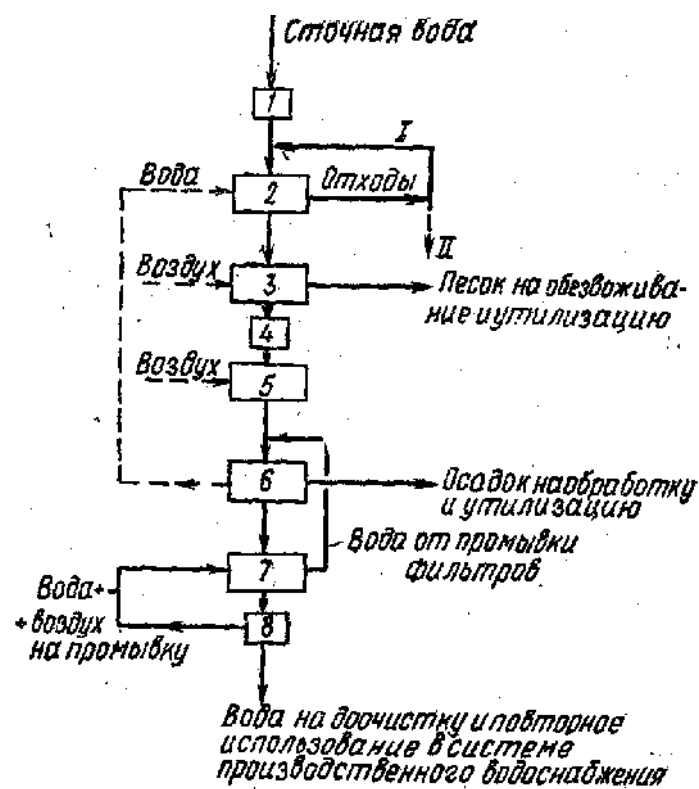 Сточная вода
1
I
Вода
2
Отходы
II
Воздух
3
Песок на обезвожива-
ние и утилизацию
4
Воздух
5
6
Осадок на обработку
и утилизацию
Вода от промывки
фильтров
7
Вода+
+ воздух
на промывку
8
Вода на доочистку и повторное
использование в системе
производственного водоснабжения